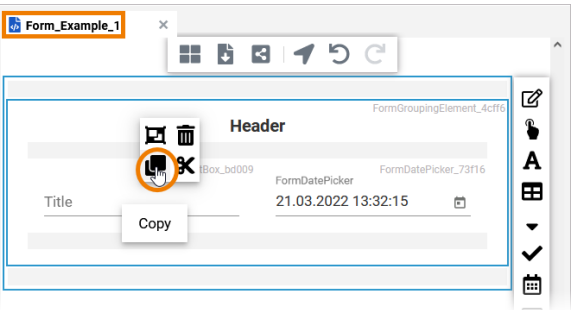 Form_Example_1
FormGroupingElement_4cff6
Header
tBox_bd009
FormDatePicker_73f16
FormDatePicker
Title
21.03.2022 13:32:15
Copy
A